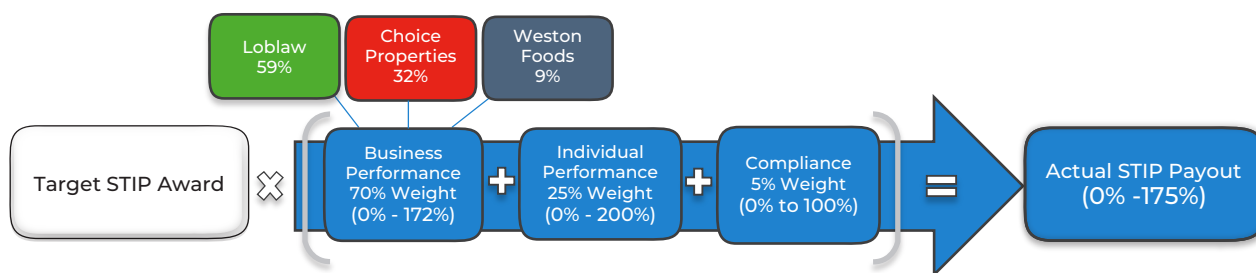 Loblaw
59%
Choice
Properties
32%
Weston
Foods
9%
Target STIP Award
Business
Performance
70% Weight
(0% - 172%)
Individual
Performance
25% Weight
(0% - 200%)
Compliance
5% Weight
(0% to 100%)
Actual STIP Payout
(0% -175%)